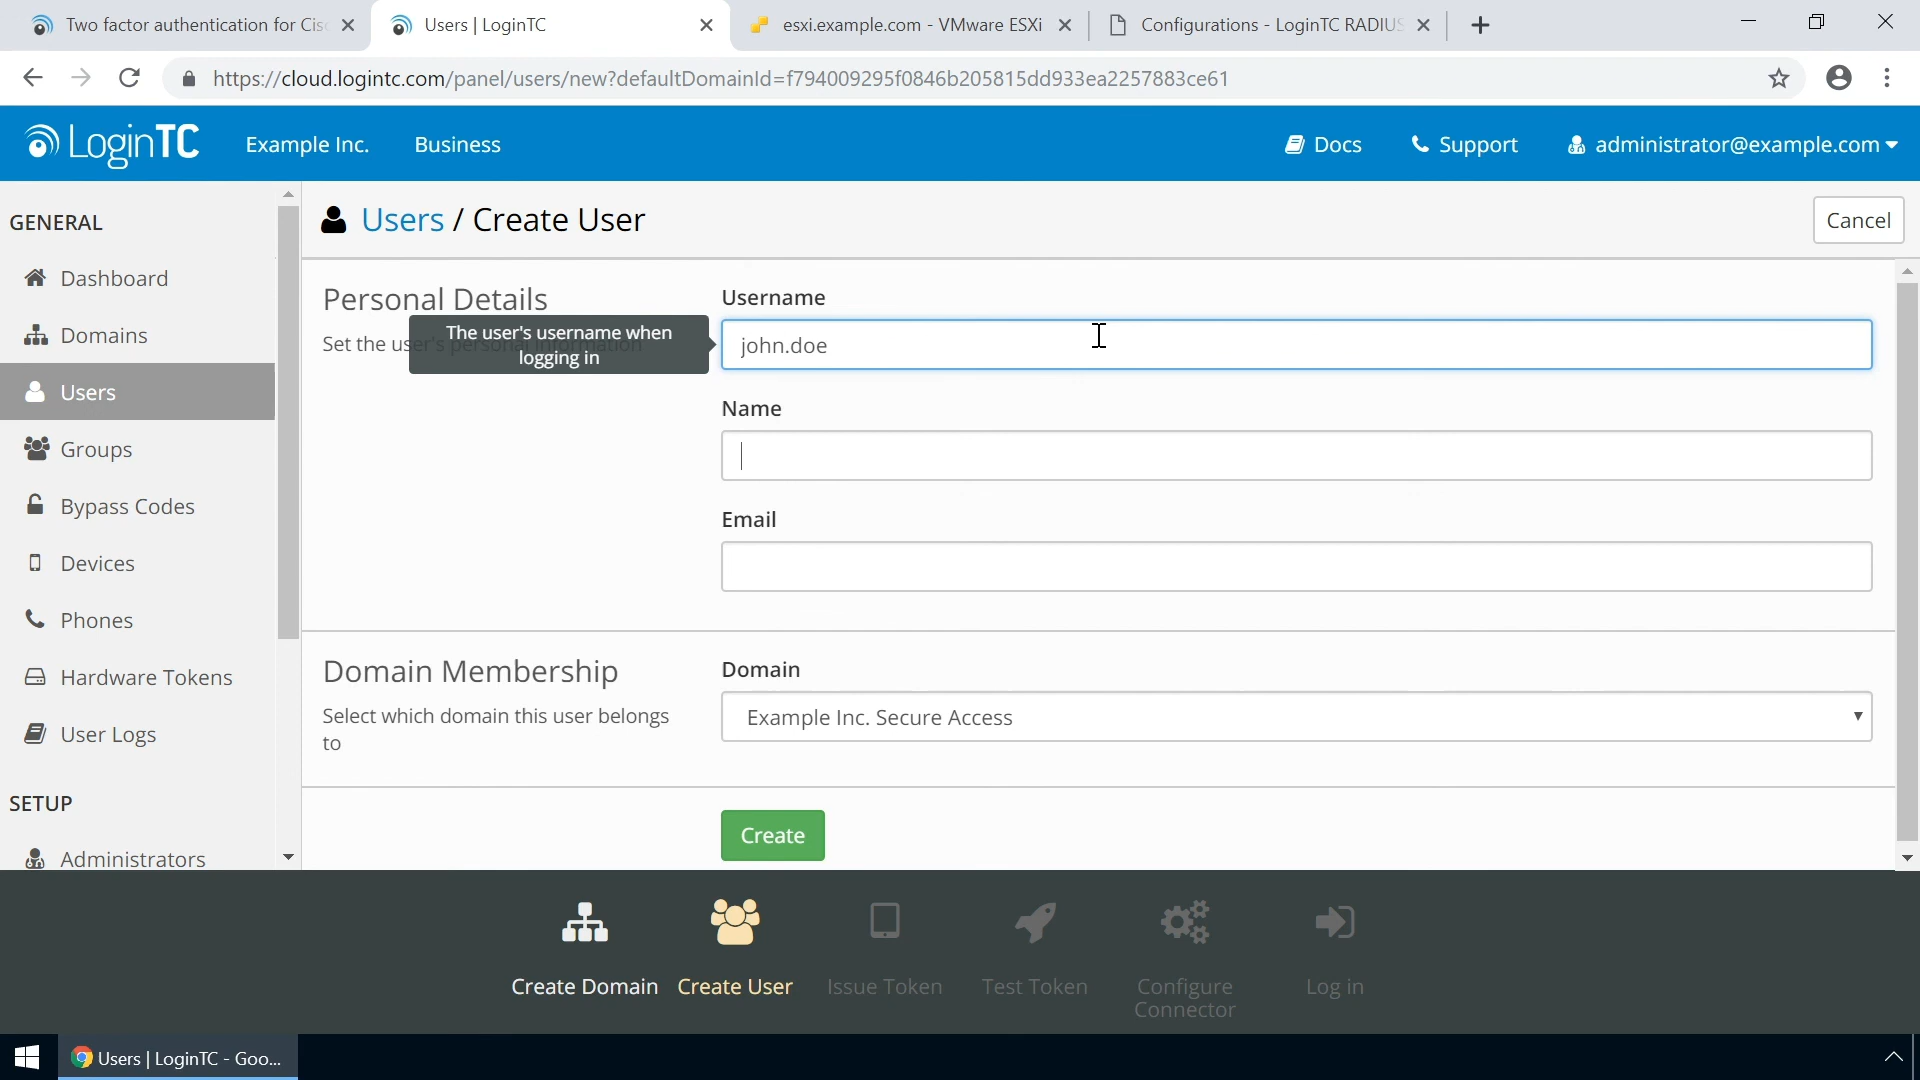 Two factor authentication for Cisc
Users | LoginTC
esxi.example.com - VMware ESXi
Configurations - LoginTC RADIUS
https://cloud.logintc.com/panel/users/new?defaultDomainId=f794009295f0846b205815dd933ea2257883ce61
LoginTC
Example Inc.
Business
Docs
Support
administrator@example.com
GENERAL
Dashboard
Domains
Users
Groups
Bypass Codes
Devices
Phones
Hardware Tokens
User Logs
SETUP
Administrators
Users / Create User
Cancel
Personal Details
Set the user's personal information
The user's username when
logging in
Username
john.doe
Name
Email
Domain Membership
Select which domain this user belongs
to
Domain
Example Inc. Secure Access
Create
Create Domain
Create User
Issue Token
Test Token
Configure
Connector
Log in
Users | LoginTC - Goo...